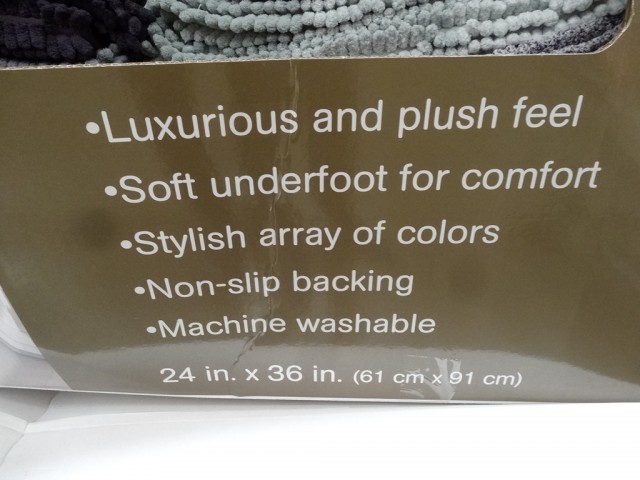 •Luxurious and plush feel
•Soft underfoot for comfort
•Stylish array of colors
•Non-slip backing
•Machine washable
24 in. x 36 in. (61 cm x 91 cm)